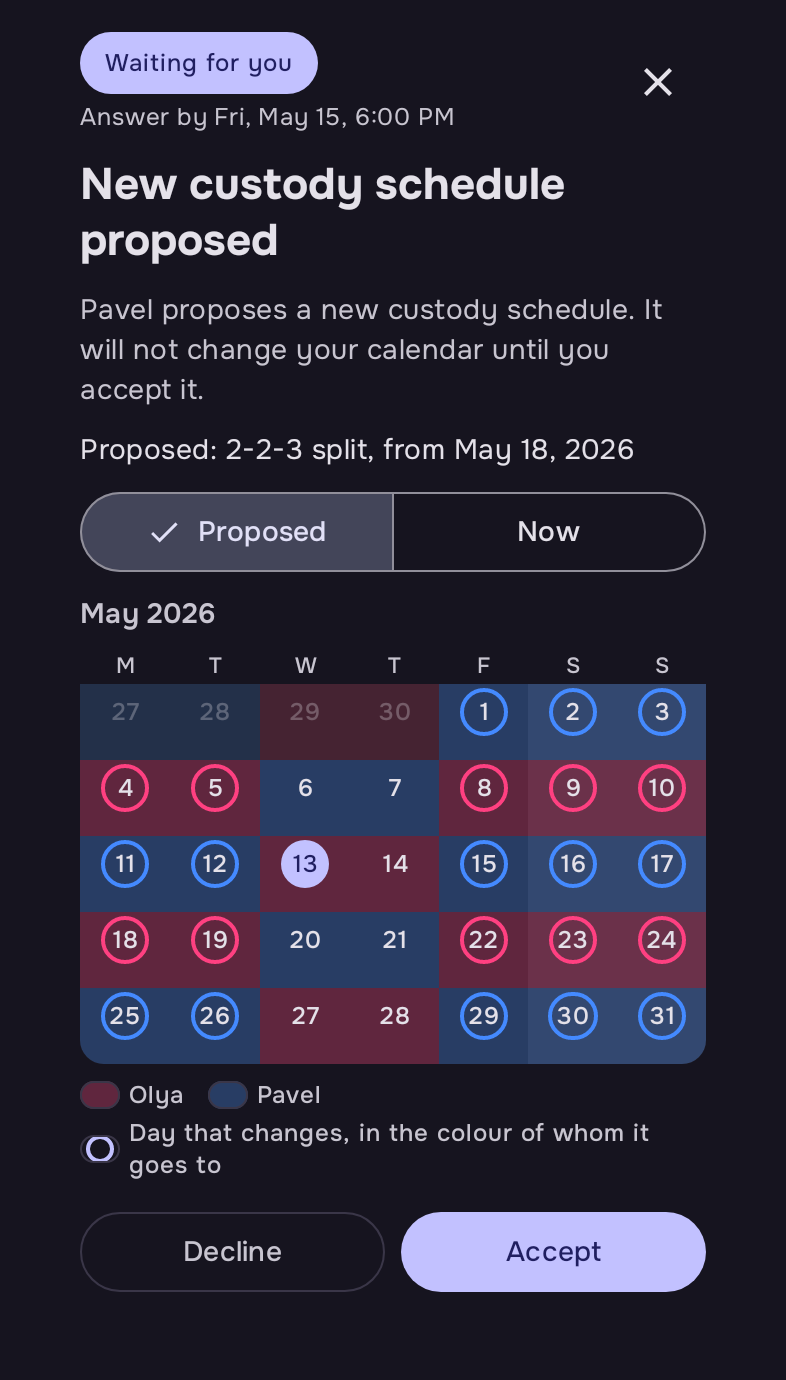 Waiting for you
Answer by Fri, May 15, 6:00 PM
New custody schedule
proposed
Pavel proposes a new custody schedule. It
will not change your calendar until you
accept it.
Proposed: 2-2-3 split, from May 18, 2026
Proposed Now
May 2026
M T W T F S S
27 28 29 30 1 2 3
4 5 6 7 8 9 10
11 12 13 14 15 16 17
18 19 20 21 22 23 24
25 26 27 28 29 30 31
Olya Pavel
Day that changes, in the colour of whom it
goes to
Decline Accept